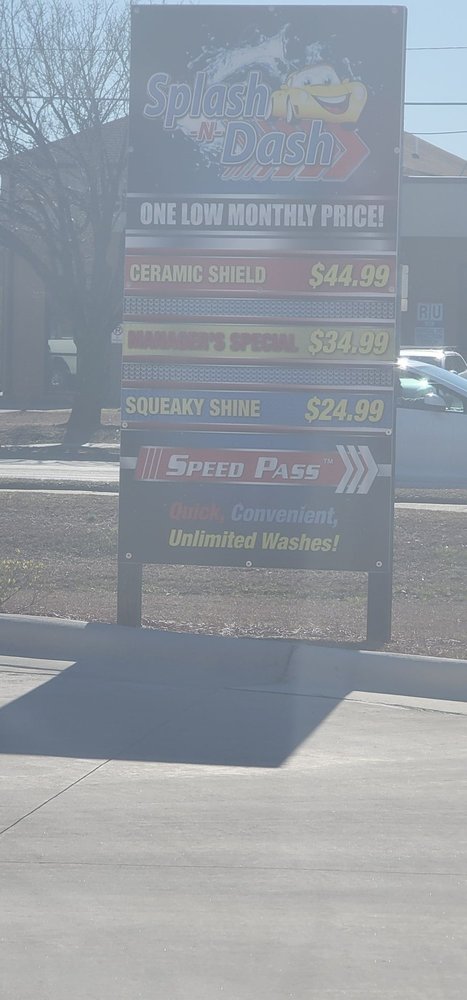 Splash
-N-
Dash
ONE LOW MONTHLY PRICE!
CERAMIC SHIELD $44.99
MANAGER'S SPECIAL $34.99
SQUEAKY SHINE $24.99
SPEED PASS™
Quick, Convenient,
Unlimited Washes!